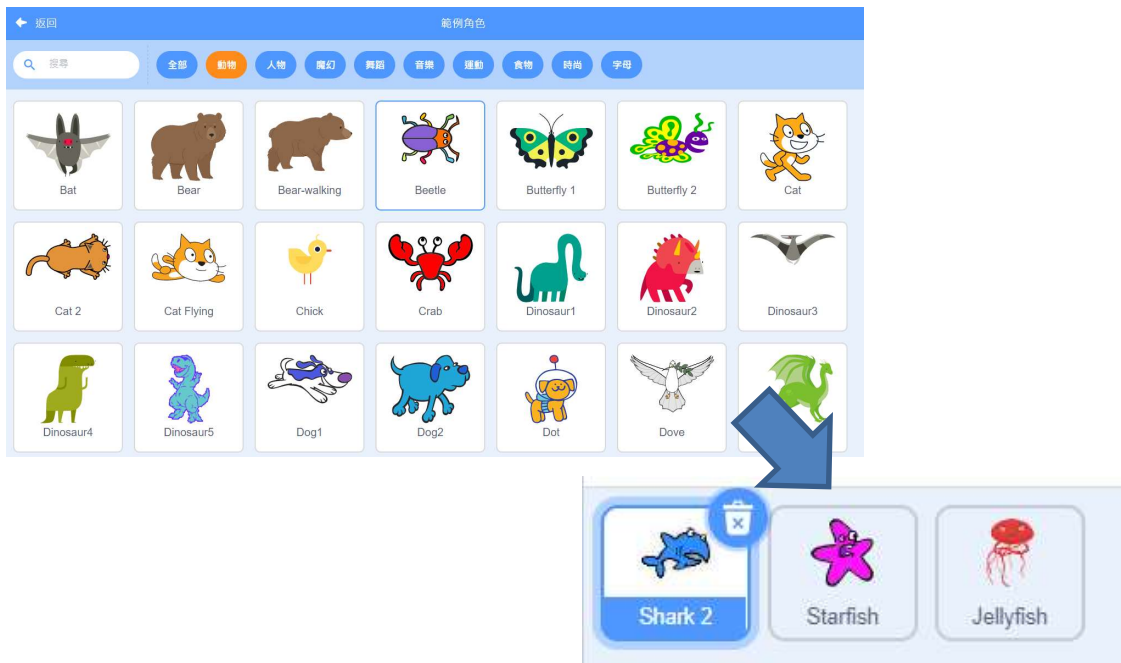 返回
範例角色
搜尋
全部 動物 人物 魔幻 舞蹈 音樂 運動 食物 時尚 字母
Bat Bear Bear-walking Beetle Butterfly 1 Butterfly 2 Cat
Cat 2 Cat Flying Chick Crab Dinosaur1 Dinosaur2 Dinosaur3
Dinosaur4 Dinosaur5 Dog1 Dog2 Dot Dove
Shark 2 Starfish Jellyfish